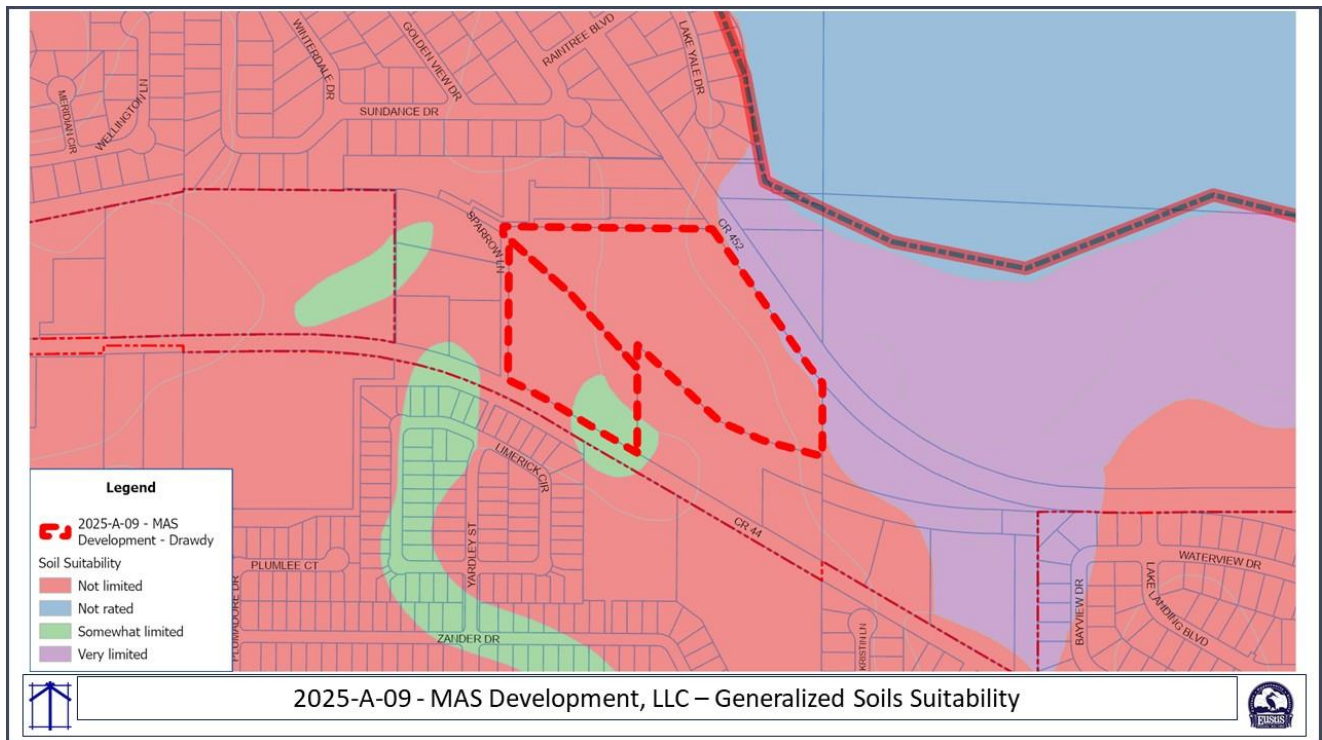 WINTERDALE DR
GOLDEN VIEW DR
RAINTREE BLVD
LAKE YALE DR
MERIDIAN CIR
WELLINGTON LN
SUNDANCE DR
SPARROW LN
CR 452
LIMERICK CIR
CR 44
YARDLEY ST
PLUMLEE CT
ZANDER DR
KRISTIN LN
BAYVIEW DR
WATERVIEW DR
LAKE LANDING BLVD
Legend
2025-A-09 - MAS
Development - Drawdy
Soil Suitability
Not limited
Not rated
Somewhat limited
Very limited
2025-A-09 - MAS Development, LLC – Generalized Soils Suitability